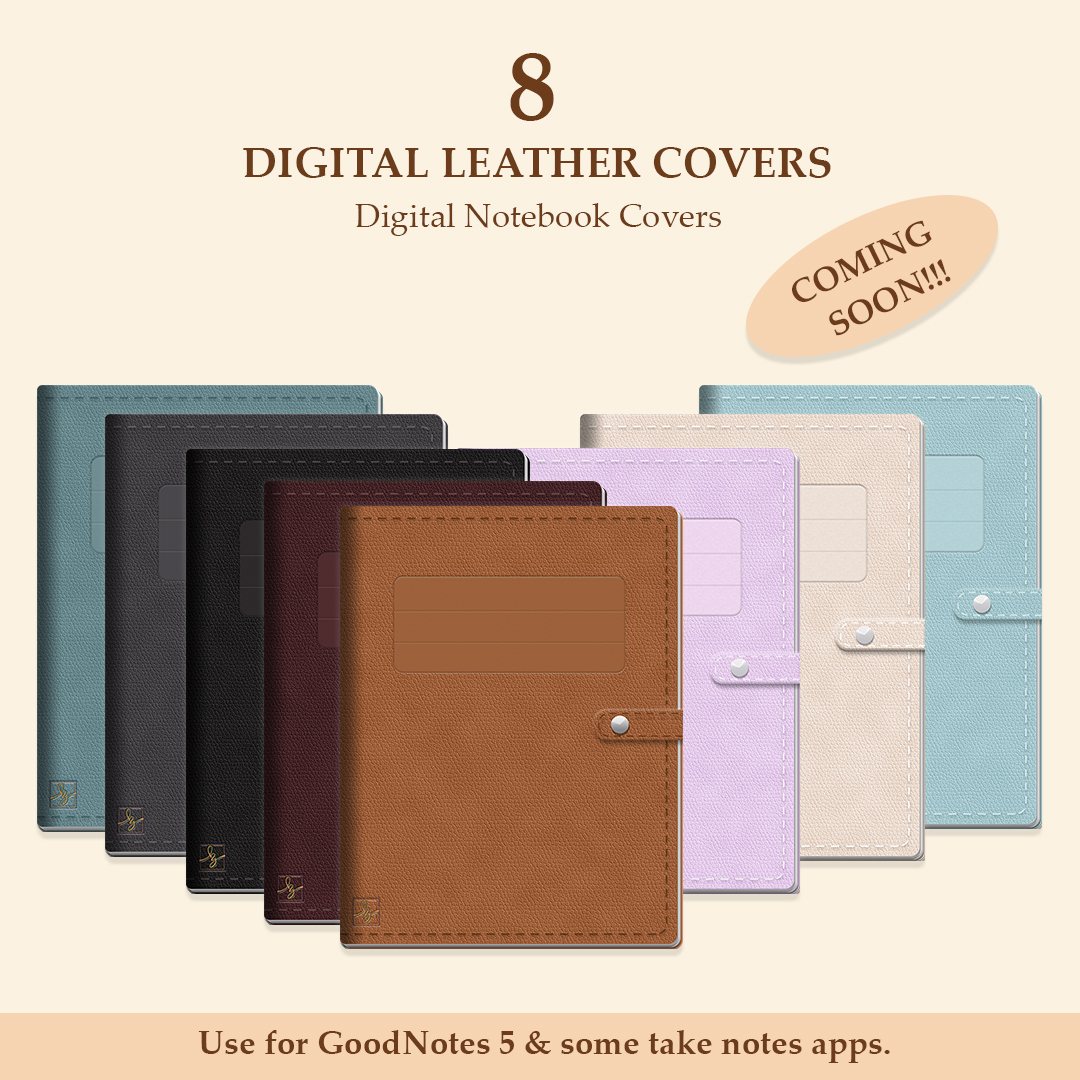 8
DIGITAL LEATHER COVERS
Digital Notebook Covers
COMING
SOON!!!
Use for GoodNotes 5 & some take notes apps.